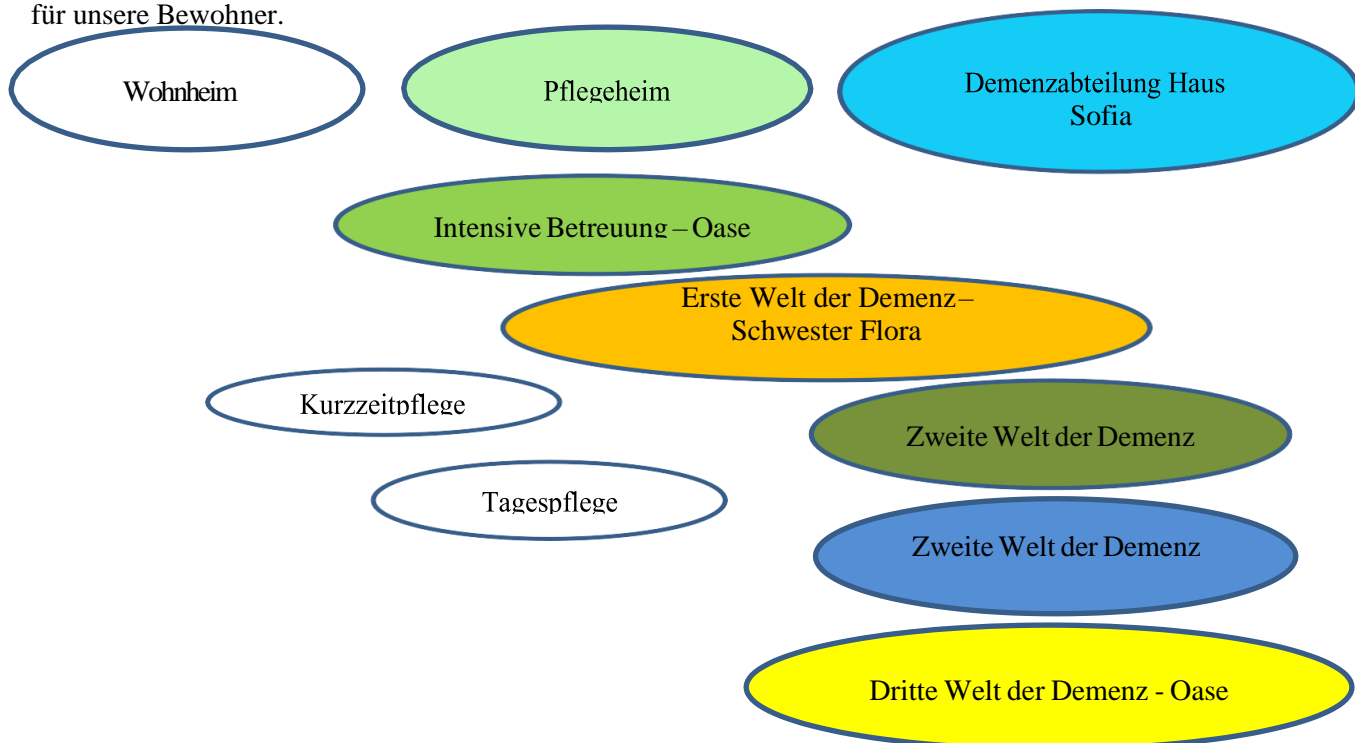 für unsere Bewohner.
Wohnheim
Pflegeheim
Demenzabteilung Haus
Sofia
Intensive Betreuung – Oase
Erste Welt der Demenz–
Schwester Flora
Kurzzeitpflege
Zweite Welt der Demenz
Tagespflege
Zweite Welt der Demenz
Dritte Welt der Demenz - Oase